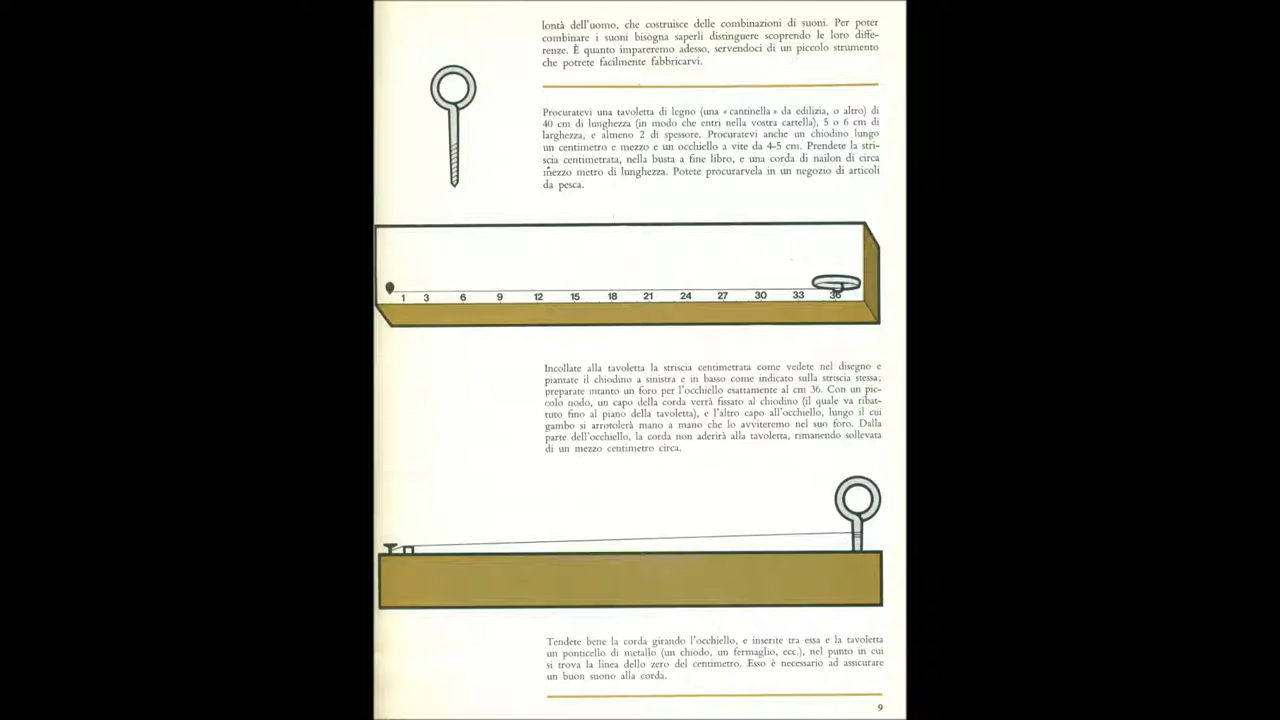 lontà dell'uomo, che costruisce delle combinazioni di suoni. Per poter
combinare i suoni bisogna saperli distinguere scoprendo le loro diffe-
renze. È quanto impareremo adesso, servendoci di un piccolo strumento
che potrete facilmente fabbricarvi.
Procuratevi una tavoletta di legno (una « cantinella » da edilizia, o altro) di
40 cm di lunghezza (in modo che entri nella vostra cartella), 5 o 6 cm di
larghezza, e almeno 2 di spessore. Procuratevi anche un chiodino lungo
un centimetro e mezzo e un occhiello a vite da 4-5 cm. Prendete la stri-
scia centimetrata, nella busta a fine libro, e una corda di nailon di circa
mezzo metro di lunghezza. Potete procurarvela in un negozio di articoli
da pesca.
1 3 6 9 12 15 18 21 24 27 30 33 36
Incollate alla tavoletta la striscia centimetrata come vedete nel disegno e
piantate il chiodino a sinistra e in basso come indicato sulla striscia stessa;
preparate intanto un foro per l'occhiello esattamente al cm 36. Con un pic-
colo nodo, un capo della corda verrà fissato al chiodino (il quale va ribat-
tuto fino al piano della tavoletta), e l'altro capo all'occhiello, lungo il cui
gambo si arrotolerà mano a mano che lo avviteremo nel suo foro. Dalla
parte dell'occhiello, la corda non aderirà alla tavoletta, rimanendo sollevata
di un mezzo centimetro circa.
Tendete bene la corda girando l'occhiello, e inserite tra essa e la tavoletta
un ponticello di metallo (un chiodo, un fermaglio, ecc.), nel punto in cui
si trova la linea dello zero del centimetro. Esso è necessario ad assicurare
un buon suono alla corda.
9